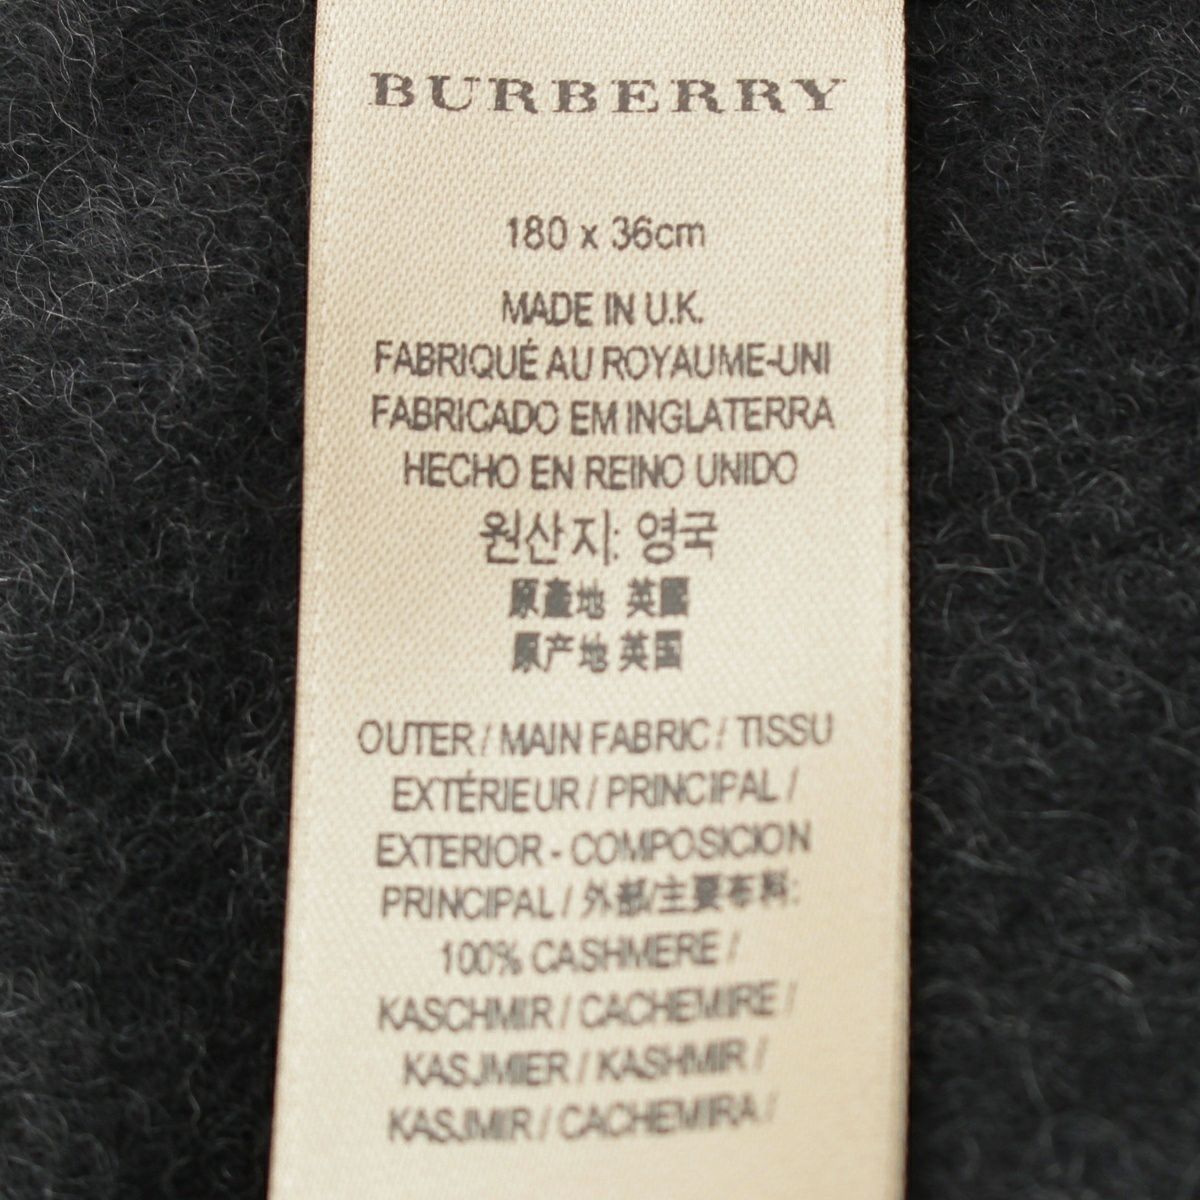 BURBERRY
180 x 36cm
MADE IN U.K.
FABRIQUÉ AU ROYAUME-UNI
FABRICADO EM INGLATERRA
HECHO EN REINO UNIDO
원산지: 영국
原產地 英國
原产地 英国
OUTER / MAIN FABRIC / TISSU
EXTÉRIEUR / PRINCIPAL /
EXTERIOR - COMPOSICION
PRINCIPAL / 外部/主要布料:
100% CASHMERE /
KASCHMIR / CACHEMIRE /
KASJMIER / KASHMIR /
KASJMIR / CACHEMIRA /